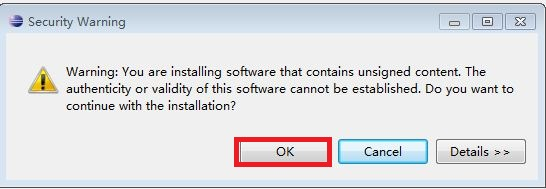 Security Warning
Warning: You are installing software that contains unsigned content. The
authenticity or validity of this software cannot be established. Do you want to
continue with the installation?
OK Cancel Details >>